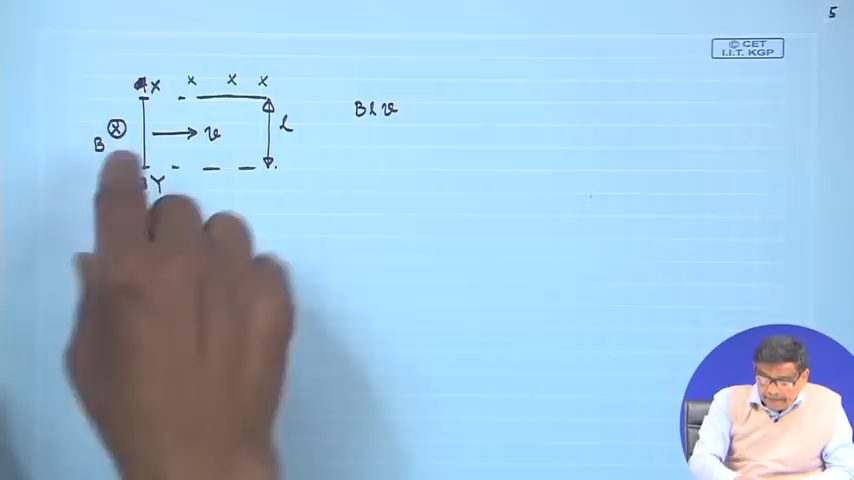 5
© CET
I.I.T. KGP
X x x x
B l v
l
B ⊗ v
Y